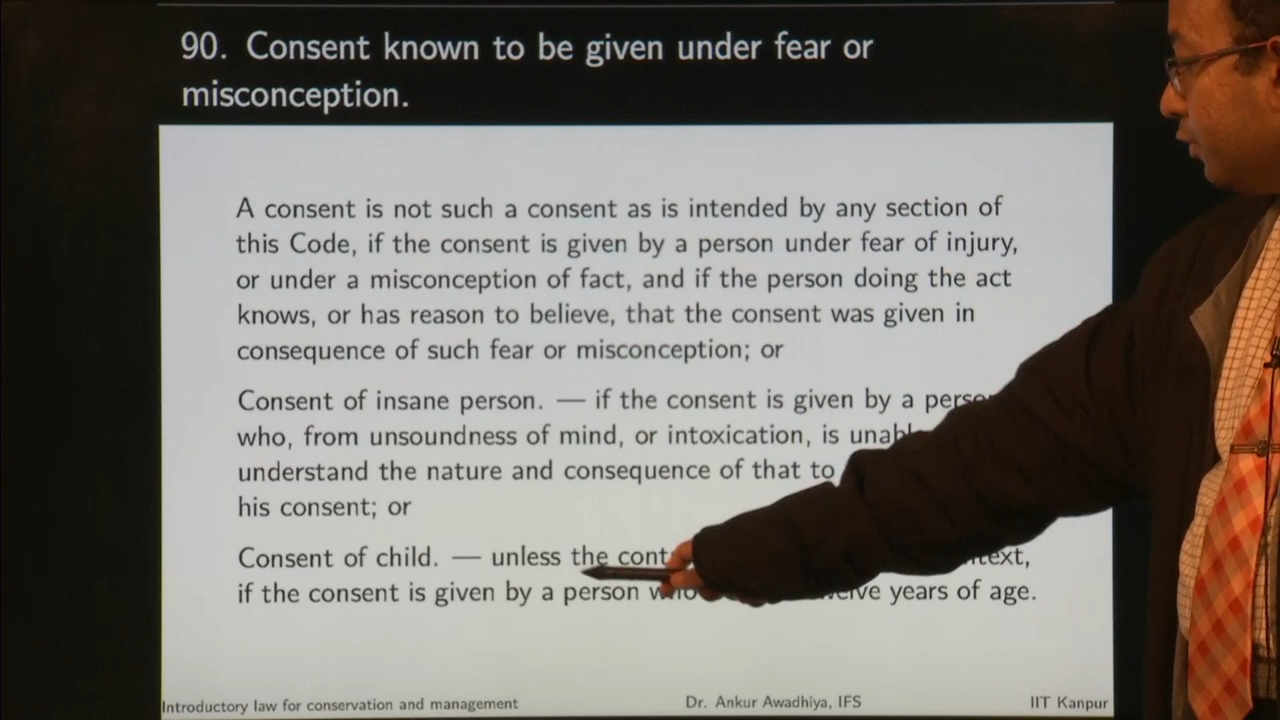 90. Consent known to be given under fear or
misconception.
A consent is not such a consent as is intended by any section of
this Code, if the consent is given by a person under fear of injury,
or under a misconception of fact, and if the person doing the act
knows, or has reason to believe, that the consent was given in
consequence of such fear or misconception; or
Consent of insane person. — if the consent is given by a person
who, from unsoundness of mind, or intoxication, is
understand the nature and consequence of that to
his consent; or
Consent of child. — unless the
if the consent is given by a person who years of age.
Introductory law for conservation and management Dr. Ankur Awadhiya, IFS IIT Kanpur